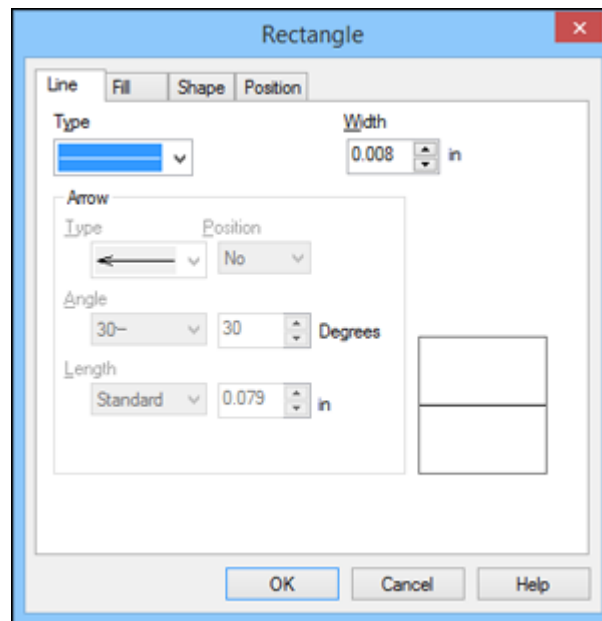 Rectangle
Line Fill Shape Position
Type Width
0.008 in
Arrow
Type Position
No
Angle
30~ 30 Degrees
Length
Standard 0.079 in
OK Cancel Help